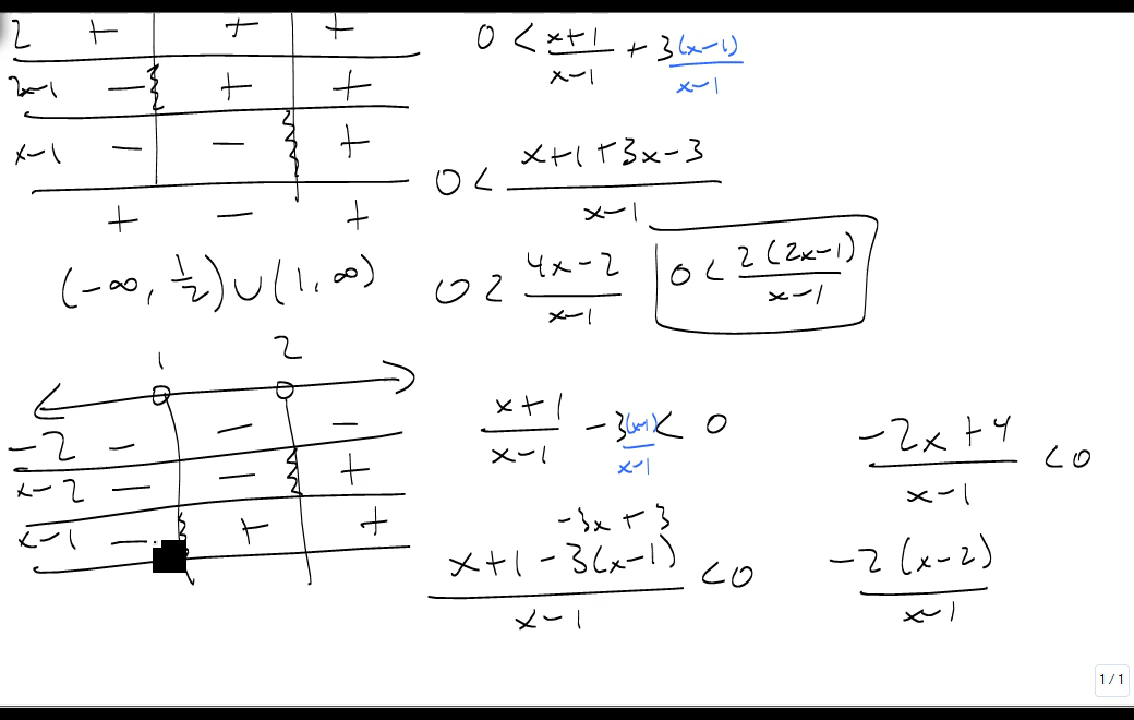 2 + + +
2x-1 - + +
x-1 - - +
+ - +
(-∞, 1/2) ∪ (1, ∞)
0 < x+1/x-1 + 3(x-1)/x-1
0 < x+1+3x-3/x-1
0 < 4x-2/x-1
0 < 2(2x-1)/x-1
1 2
-2 - - -
x-2 - - +
x-1 - + +
x+1/x-1 - 3(x-1)/x-1 < 0
-3x+3
x+1-3(x-1)/x-1 < 0
-2x+4/x-1 < 0
-2(x-2)/x-1
1 / 1